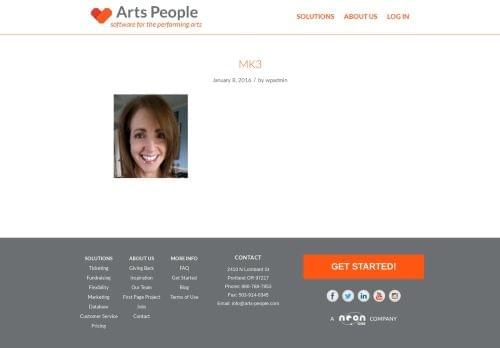 Arts People
software for the performing arts
SOLUTIONS ABOUT US LOG IN
MK3
January 8, 2016 / by wpadmin
SOLUTIONS
Ticketing
Fundraising
Flexibility
Marketing
Database
Customer Service
Pricing
ABOUT US
Giving Back
Inspiration
Our Team
First Page Project
Jobs
Contact
MORE INFO
FAQ
Get Started
Blog
Terms of Use
CONTACT
2410 N Lombard St
Portland OR 97217
Phone: 866-789-7853
Fax: 503-914-0345
Email: info@arts-people.com
GET STARTED!
A neon one COMPANY